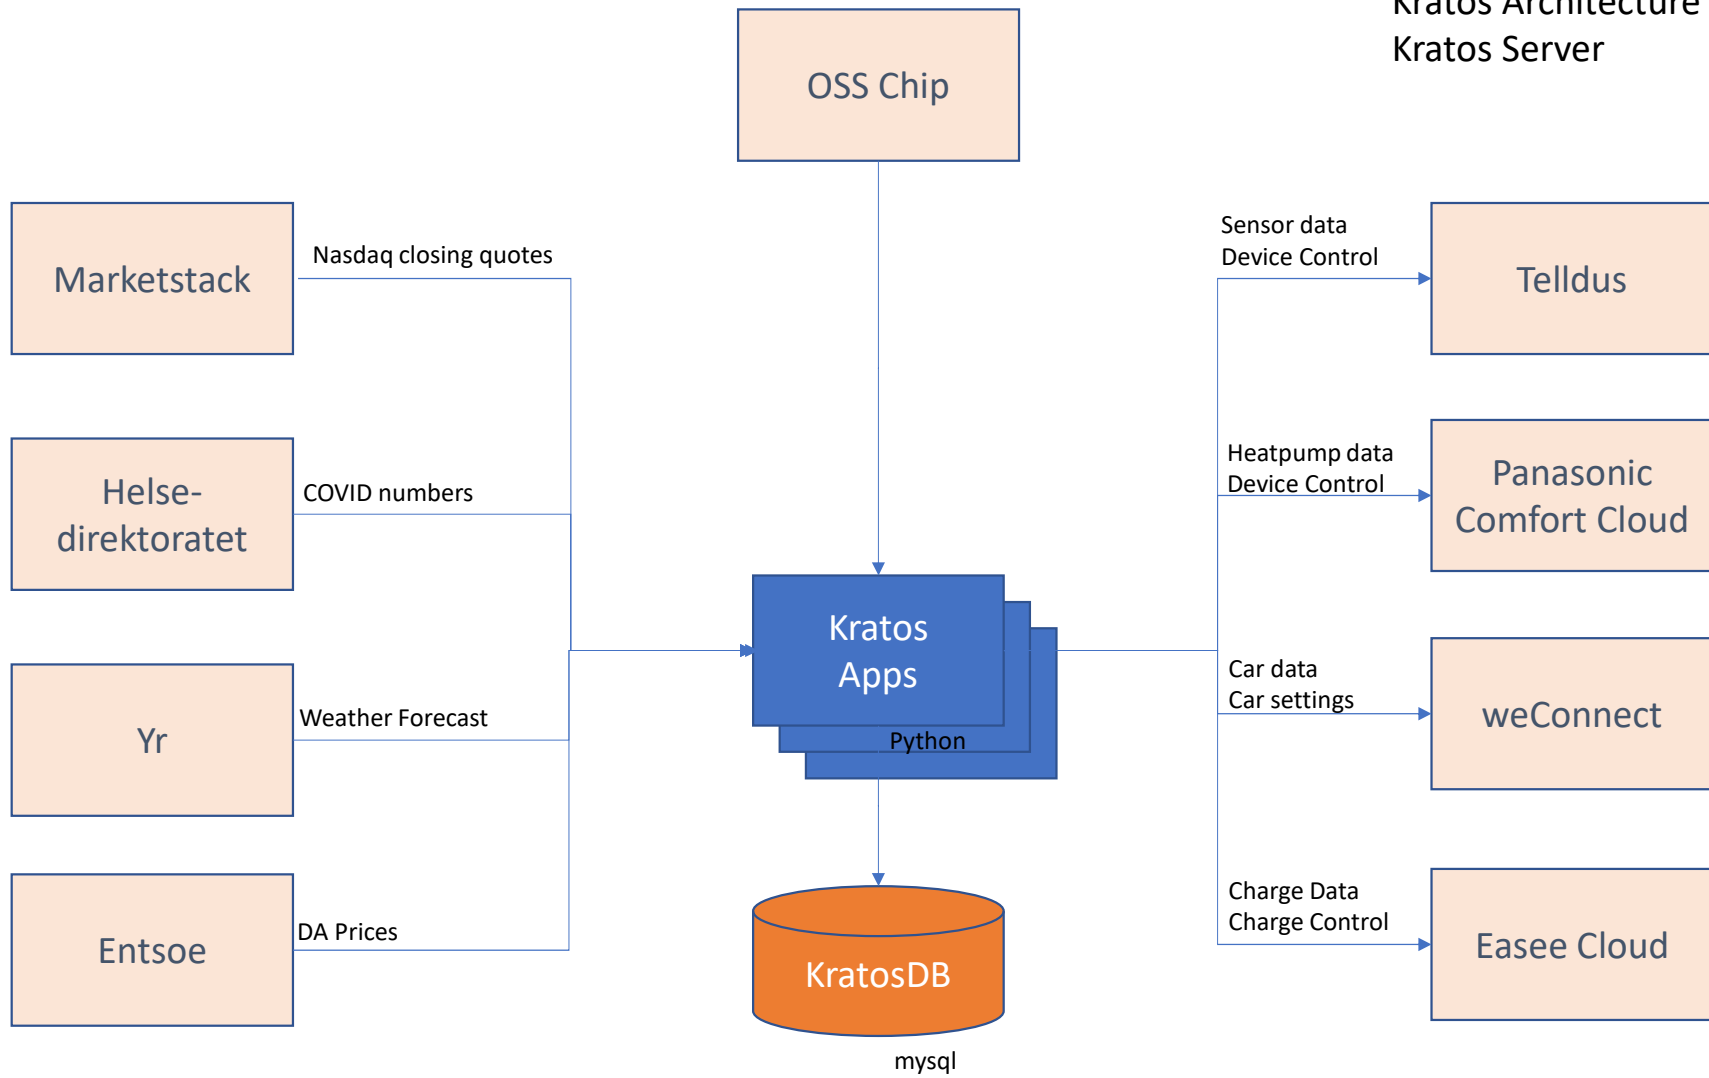 Kratos Architecture
Kratos Server
OSS Chip
Marketstack
Nasdaq closing quotes
Sensor data
Device Control
Telldus
Helse-
direktoratet
COVID numbers
Heatpump data
Device Control
Panasonic
Comfort Cloud
Kratos
Apps
Python
Yr
Weather Forecast
Car data
Car settings
weConnect
Entsoe
DA Prices
KratosDB
mysql
Charge Data
Charge Control
Easee Cloud